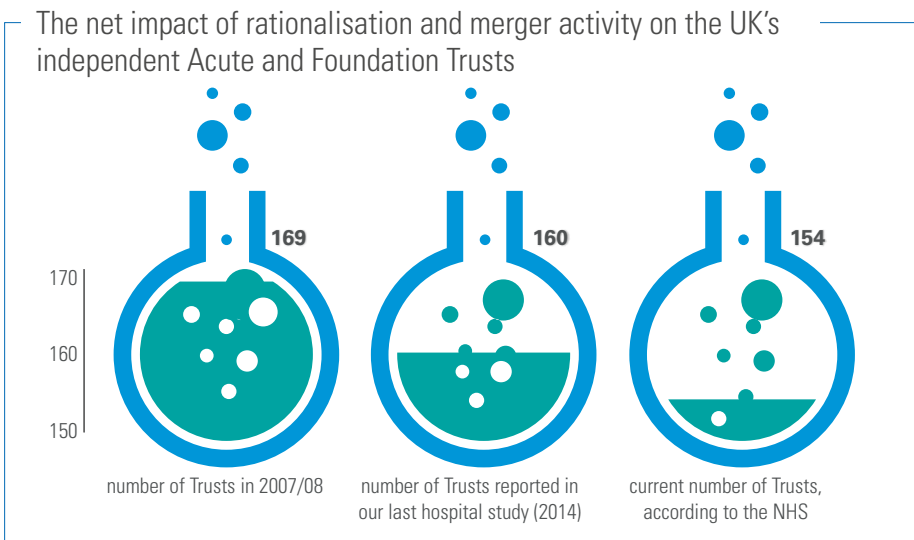 The net impact of rationalisation and merger activity on the UK's
independent Acute and Foundation Trusts
169
160
154
170
160
150
number of Trusts in 2007/08
number of Trusts reported in
our last hospital study (2014)
current number of Trusts,
according to the NHS